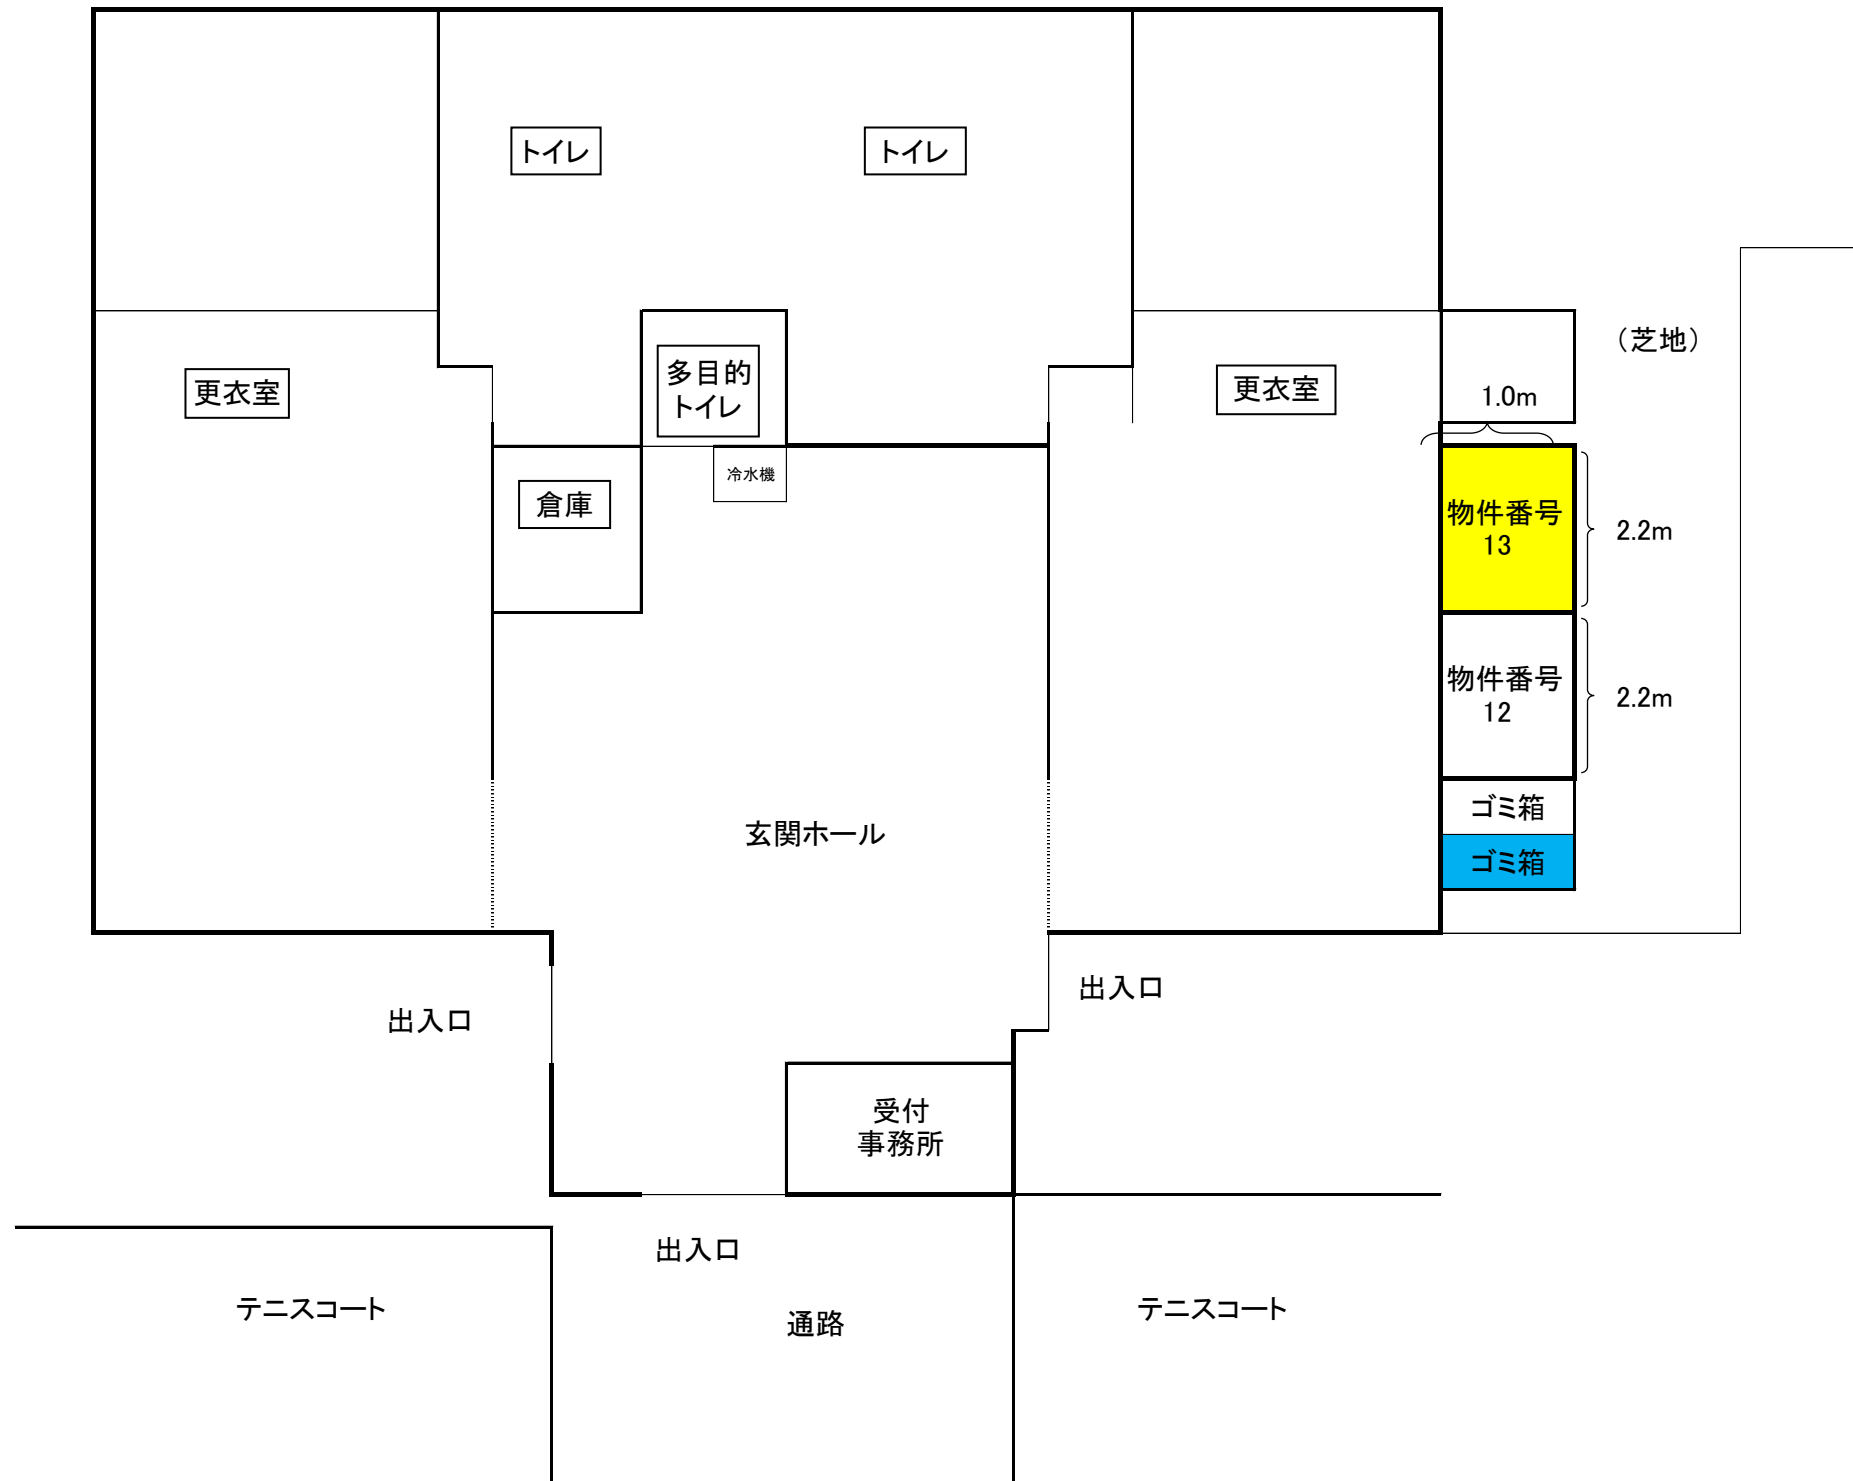 トイレ
トイレ
(芝地)
多目的
トイレ
更衣室
更衣室
1.0m
冷水機
倉庫
物件番号
13
2.2m
物件番号
12
2.2m
ゴミ箱
玄関ホール
ゴミ箱
出入口
出入口
受付
事務所
出入口
テニスコート
通路
テニスコート